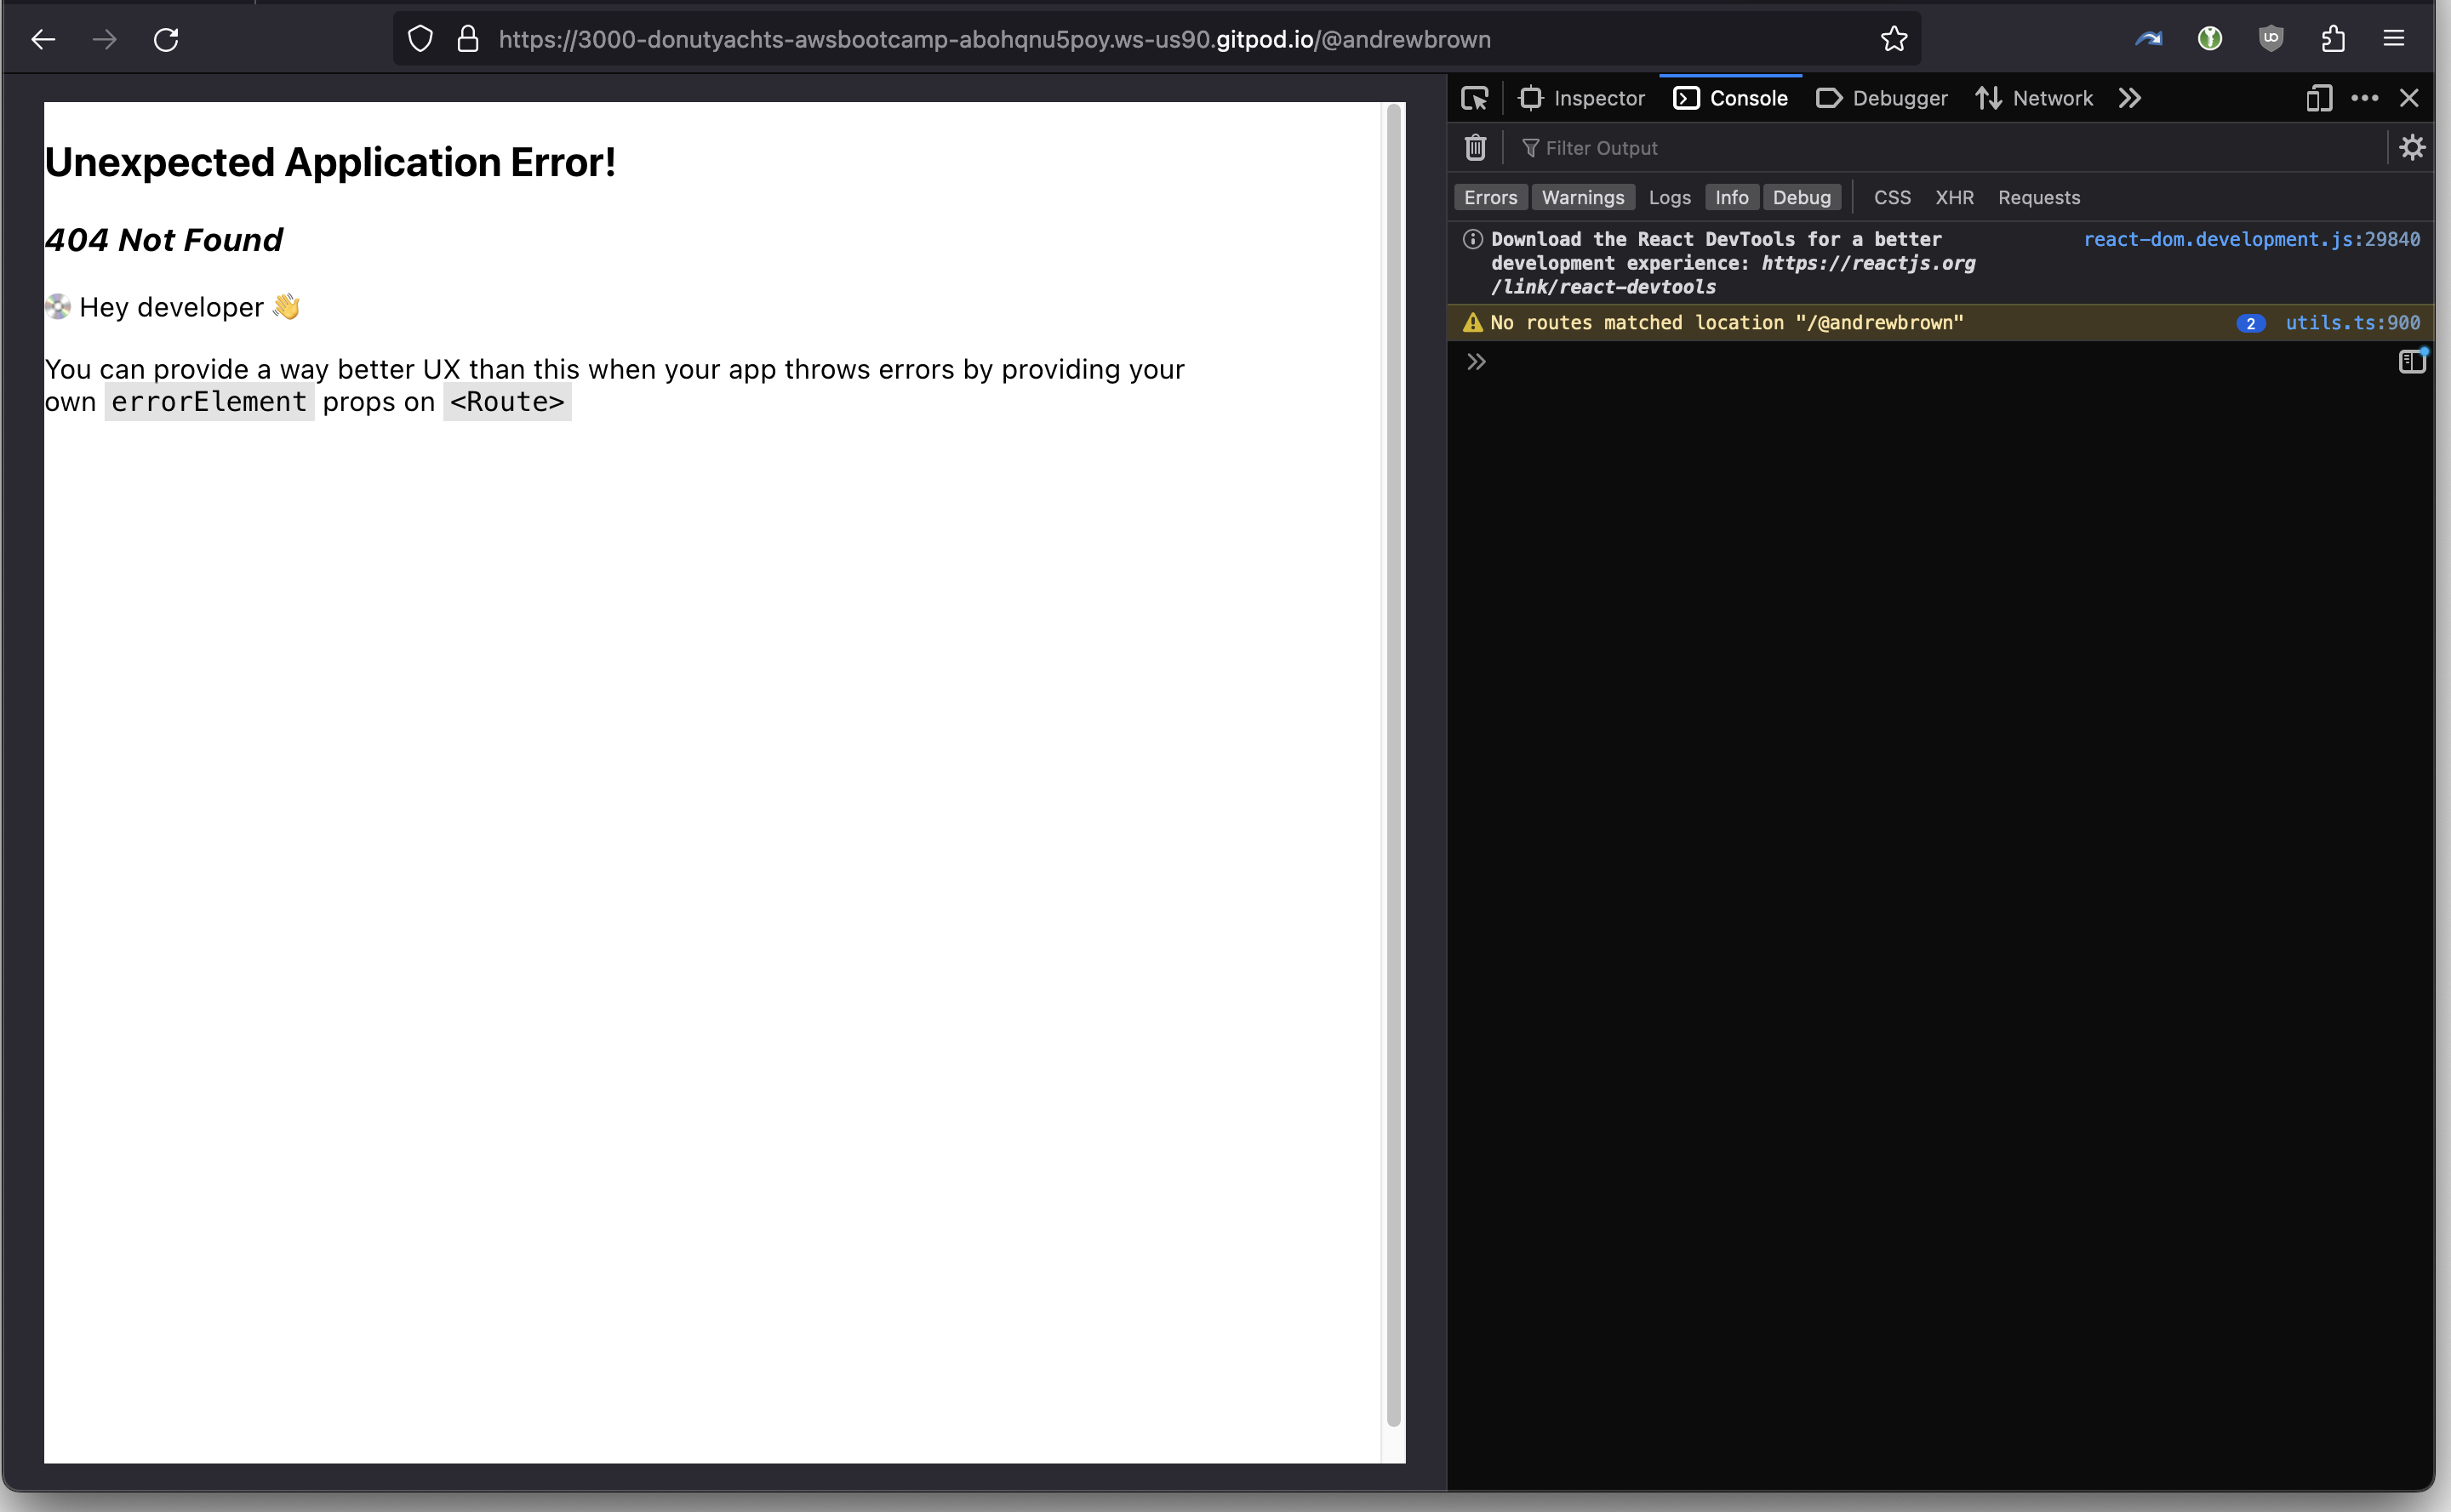 https://3000-donutyachts-awsbootcamp-abohqnu5poy.ws-us90.gitpod.io/@andrewbrown
Unexpected Application Error!
404 Not Found
💿 Hey developer 👋
You can provide a way better UX than this when your app throws errors by providing your
own errorElement props on <Route>
Inspector Console Debugger Network
Filter Output
Errors Warnings Logs Info Debug CSS XHR Requests
Download the React DevTools for a better react-dom.development.js:29840
development experience: https://reactjs.org
/link/react-devtools
No routes matched location "/@andrewbrown" 2 utils.ts:900